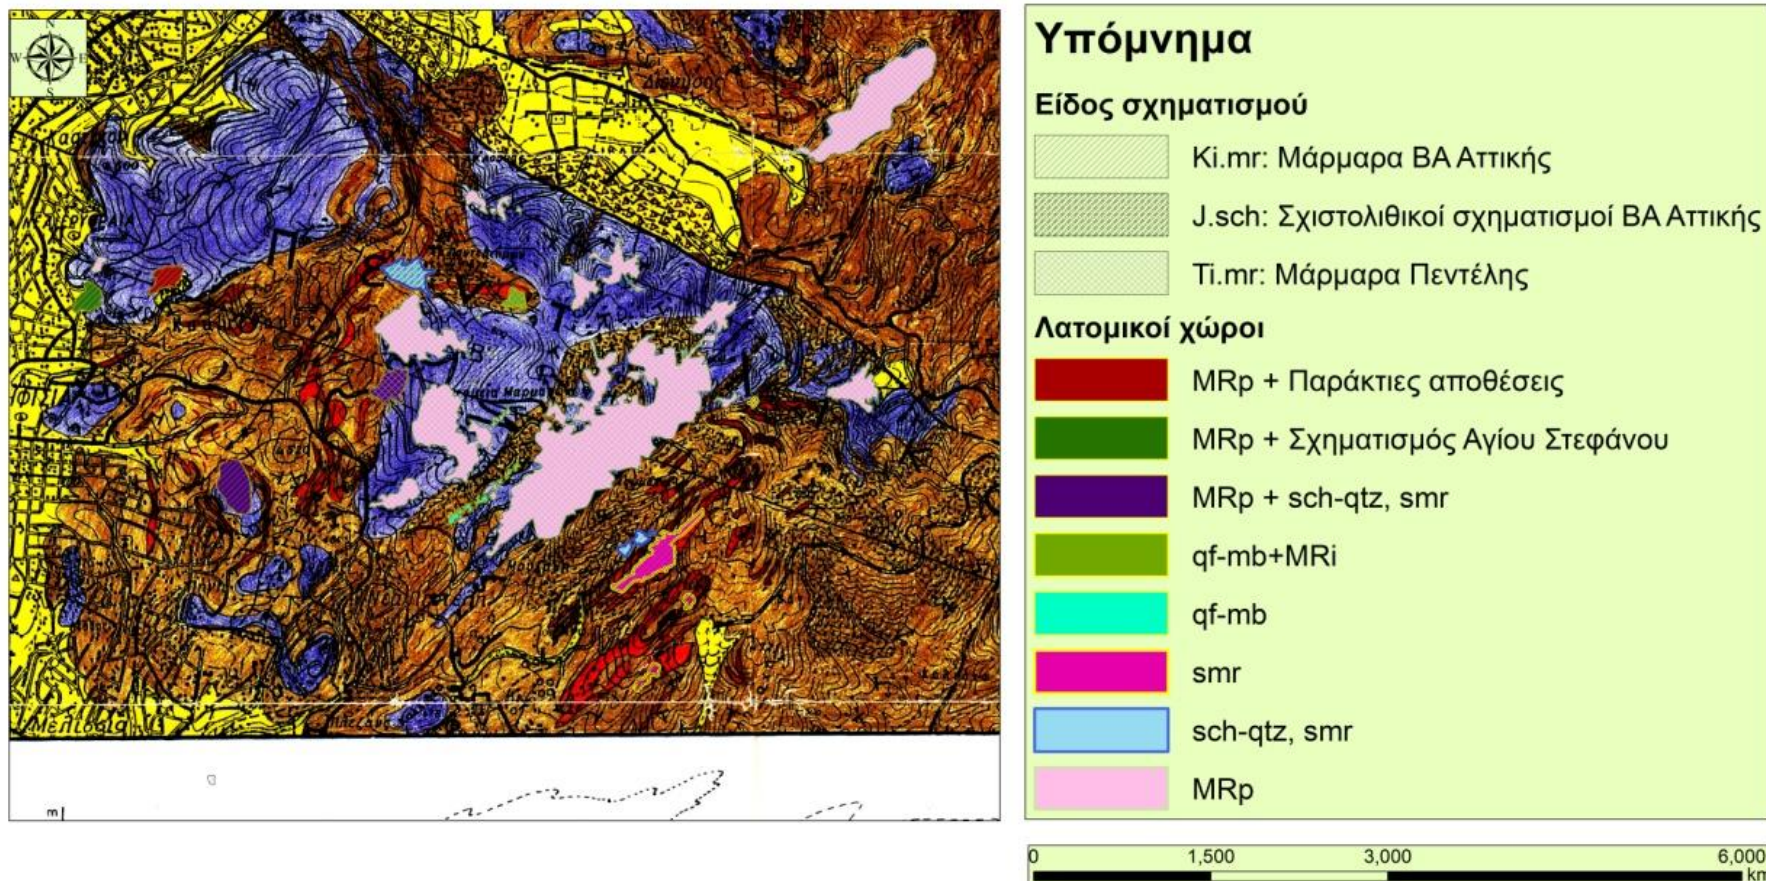 N
W E
S
Διόνυσος
m
Υπόμνημα
Είδος σχηματισμού
Ki.mr: Μάρμαρα ΒΑ Αττικής
J.sch: Σχιστολιθικοί σχηματισμοί ΒΑ Αττικής
Ti.mr: Μάρμαρα Πεντέλης
Λατομικοί χώροι
MRp + Παράκτιες αποθέσεις
MRp + Σχηματισμός Αγίου Στεφάνου
MRp + sch-qtz, smr
qf-mb+MRi
qf-mb
smr
sch-qtz, smr
MRp
0 1,500 3,000 6,000
km